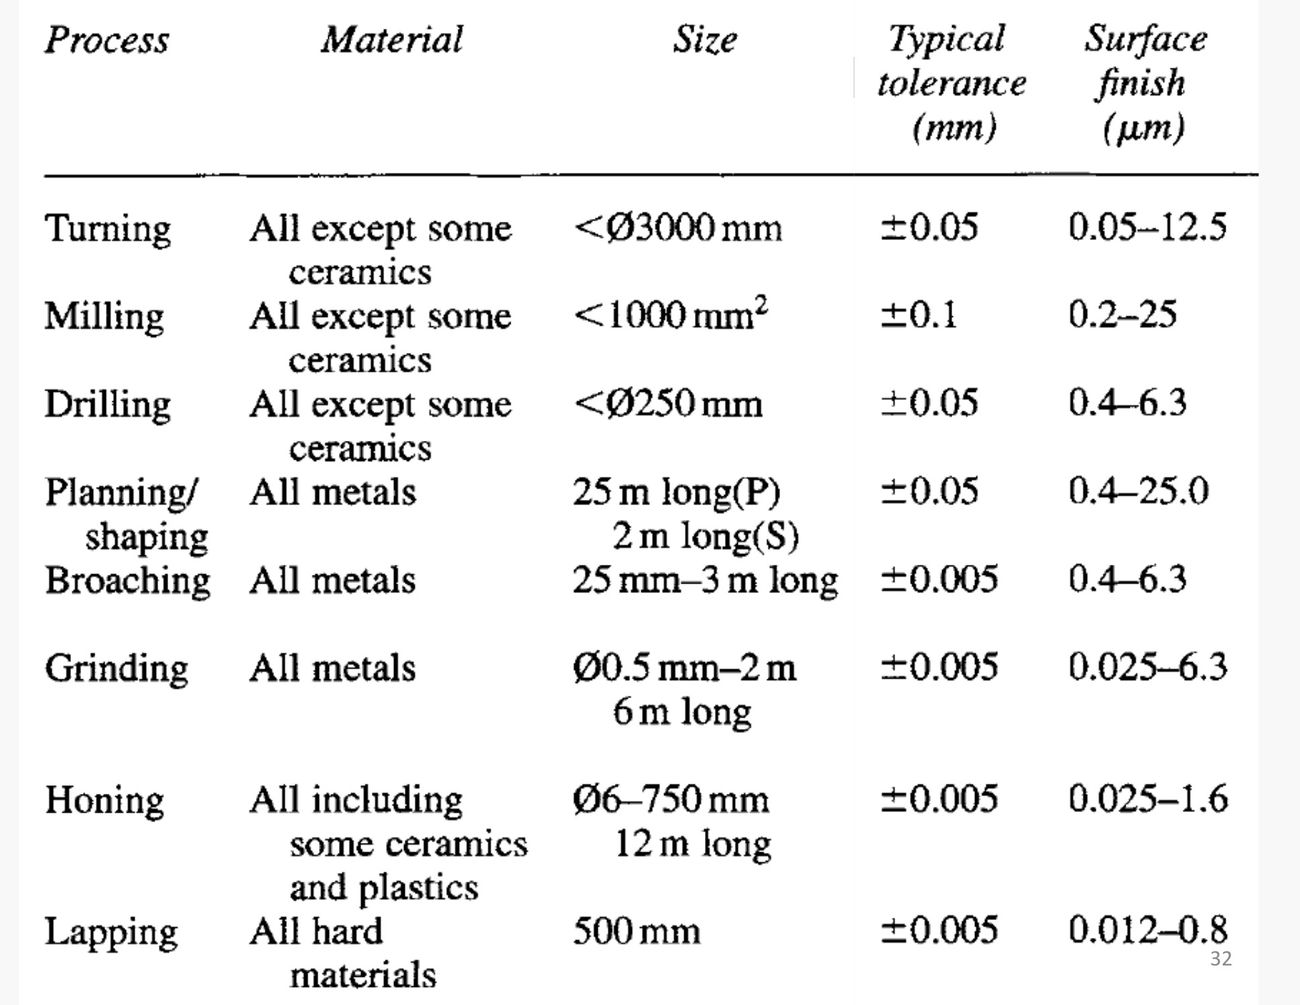 Process Material Size Typical tolerance (mm) Surface finish (μm)
Turning All except some ceramics <Ø3000 mm ±0.05 0.05–12.5
Milling All except some ceramics <1000 mm² ±0.1 0.2–25
Drilling All except some ceramics <Ø250 mm ±0.05 0.4–6.3
Planning/shaping All metals 25 m long(P) 2 m long(S) ±0.05 0.4–25.0
Broaching All metals 25 mm–3 m long ±0.005 0.4–6.3
Grinding All metals Ø0.5 mm–2 m 6 m long ±0.005 0.025–6.3
Honing All including some ceramics and plastics Ø6–750 mm 12 m long ±0.005 0.025–1.6
Lapping All hard materials 500 mm ±0.005 0.012–0.8
32